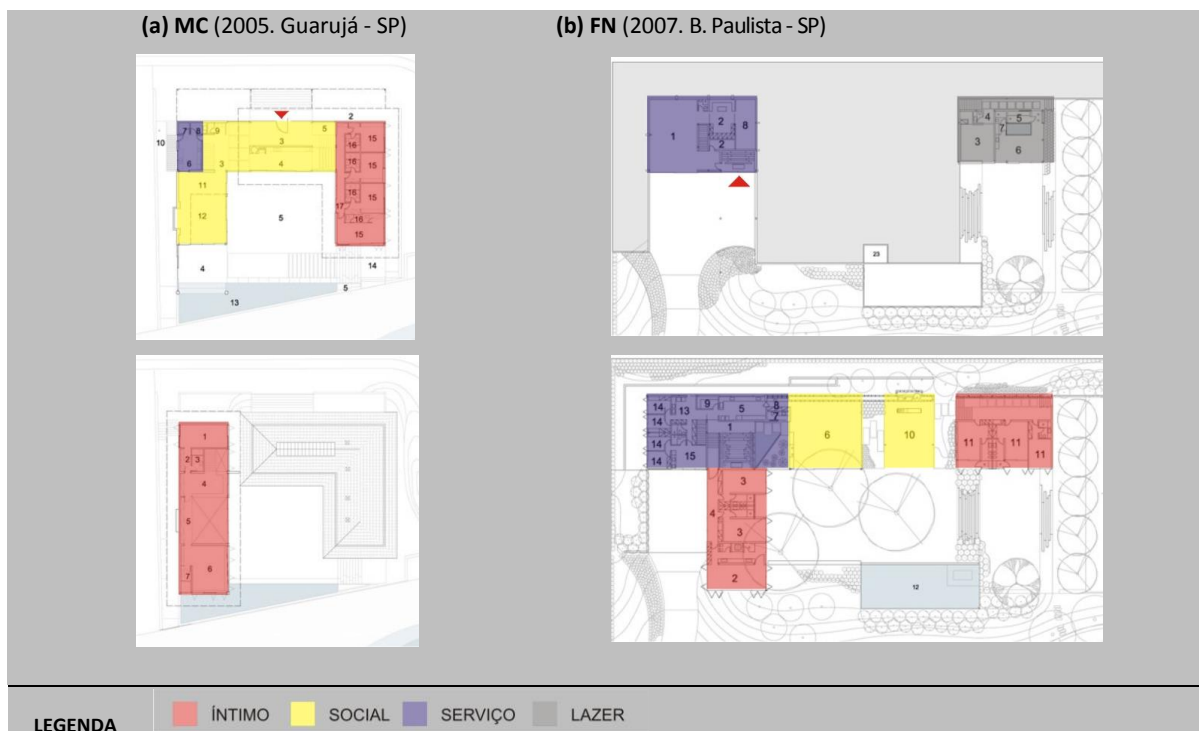 (a) MC (2005. Guarujá - SP)
(b) FN (2007. B. Paulista - SP)
2
7 8 9 5
3 15
10 16
4
6 3 16 15
11
16 15
12 5 17
16
15
4 14
5
13
1 2 8
2
4 5
7
3 6
23
1
2 3
4
5
6
7
14 13 9 5 8
7
14 1
14 6 10 11 11
14 15 11
3
4
3
2
12
LEGENDA
ÍNTIMO SOCIAL SERVIÇO LAZER